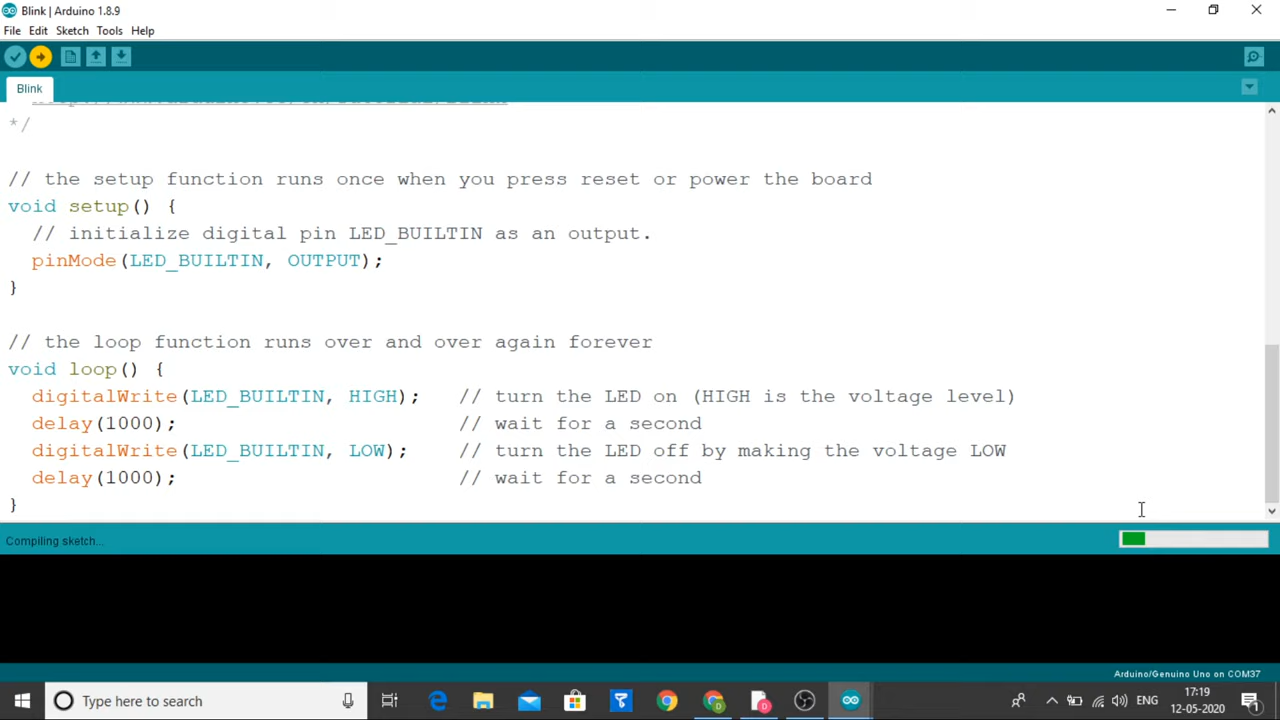 Blink | Arduino 1.8.9
File Edit Sketch Tools Help
Blink
*/
// the setup function runs once when you press reset or power the board
void setup() {
// initialize digital pin LED_BUILTIN as an output.
pinMode(LED_BUILTIN, OUTPUT);
}
// the loop function runs over and over again forever
void loop() {
digitalWrite(LED_BUILTIN, HIGH); // turn the LED on (HIGH is the voltage level)
delay(1000); // wait for a second
digitalWrite(LED_BUILTIN, LOW); // turn the LED off by making the voltage LOW
delay(1000); // wait for a second
}
Compiling sketch...
Arduino/Genuino Uno on COM37
Type here to search
ENG
17:19
12-05-2020
1